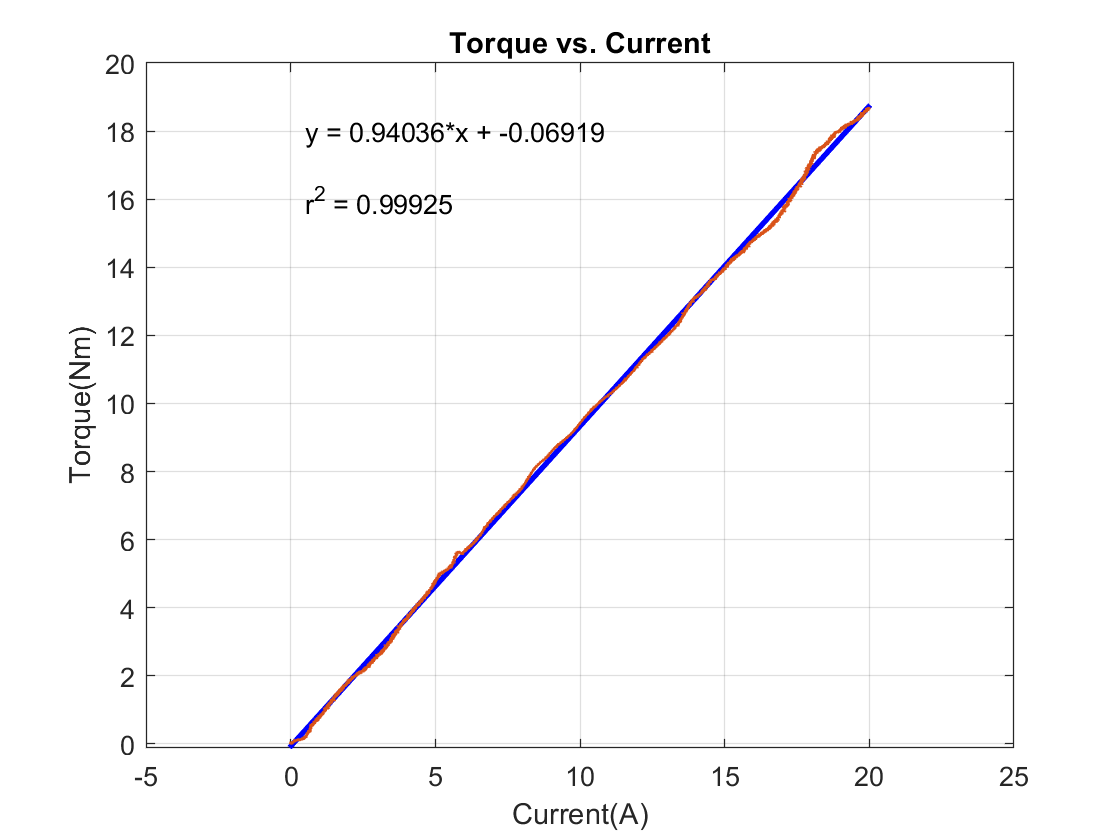 Torque vs. Current
20
18
16
14
12
10
8
6
4
2
0
y = 0.94036*x + -0.06919
r² = 0.99925
Torque(Nm)
-5 0 5 10 15 20 25
Current(A)